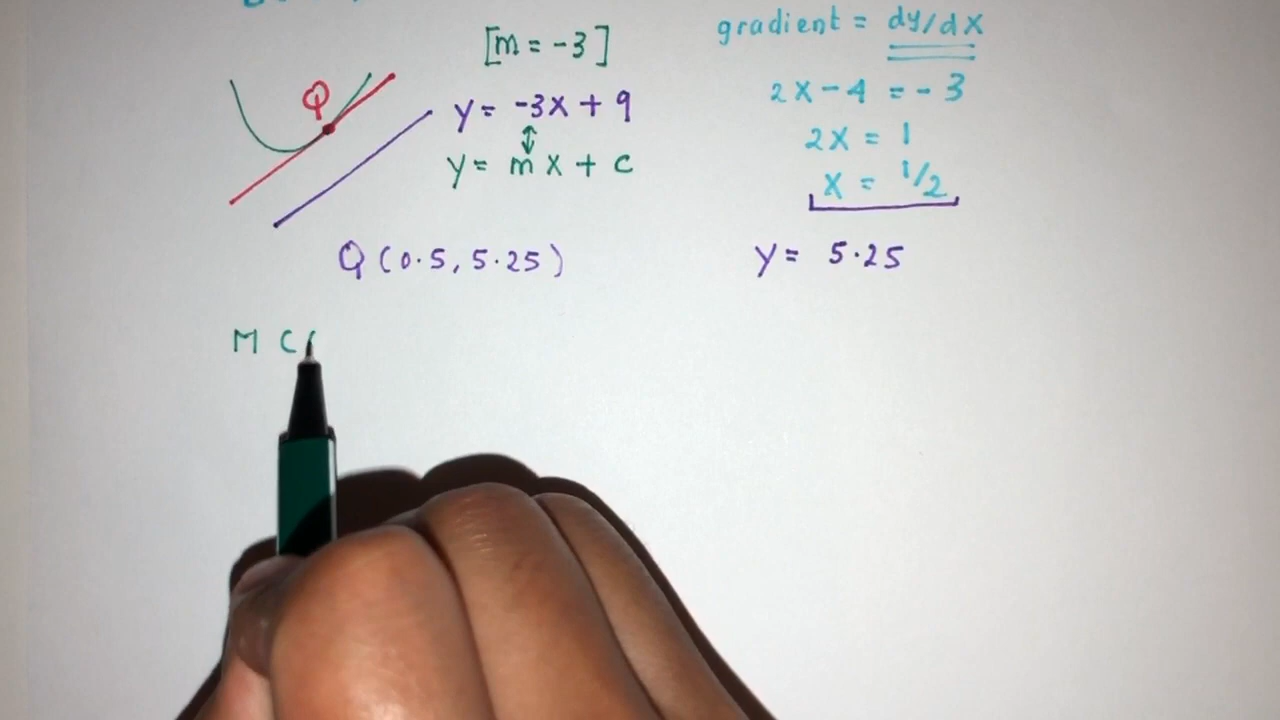 gradient = dy/dx
[m = -3]
2x - 4 = -3
Q
y = -3x + 9
2x = 1
y = mx + c
x = 1/2
Q (0.5, 5.25)
y = 5.25
M C(